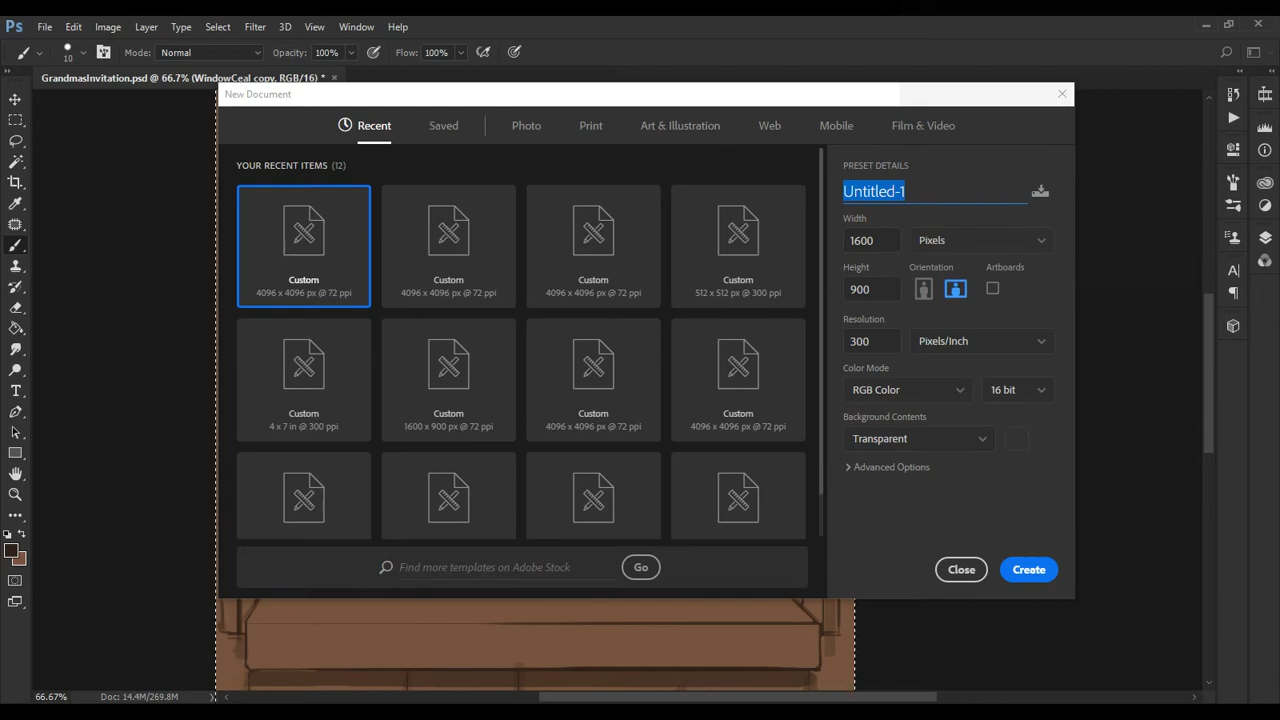 Ps File Edit Image Layer Type Select Filter 3D View Window Help
10 Mode: Normal Opacity: 100% Flow: 100%
GrandmasInvitation.psd @ 66.7% (WindowCeal copy, RGB/16) * ×
New Document
Recent Saved Photo Print Art & Illustration Web Mobile Film & Video
YOUR RECENT ITEMS (12)
Custom Custom Custom Custom
4096 x 4096 px @ 72 ppi 4096 x 4096 px @ 72 ppi 4096 x 4096 px @ 72 ppi 512 x 512 px @ 300 ppi
Custom Custom Custom Custom
4 x 7 in @ 300 ppi 1600 x 900 px @ 72 ppi 4096 x 4096 px @ 72 ppi 4096 x 4096 px @ 72 ppi
Find more templates on Adobe Stock Go
PRESET DETAILS
Untitled-1
Width
1600 Pixels
Height Orientation Artboards
900
Resolution
300 Pixels/Inch
Color Mode
RGB Color 16 bit
Background Contents
Transparent
Advanced Options
Close Create
66.67% Doc: 14.4M/269.8M